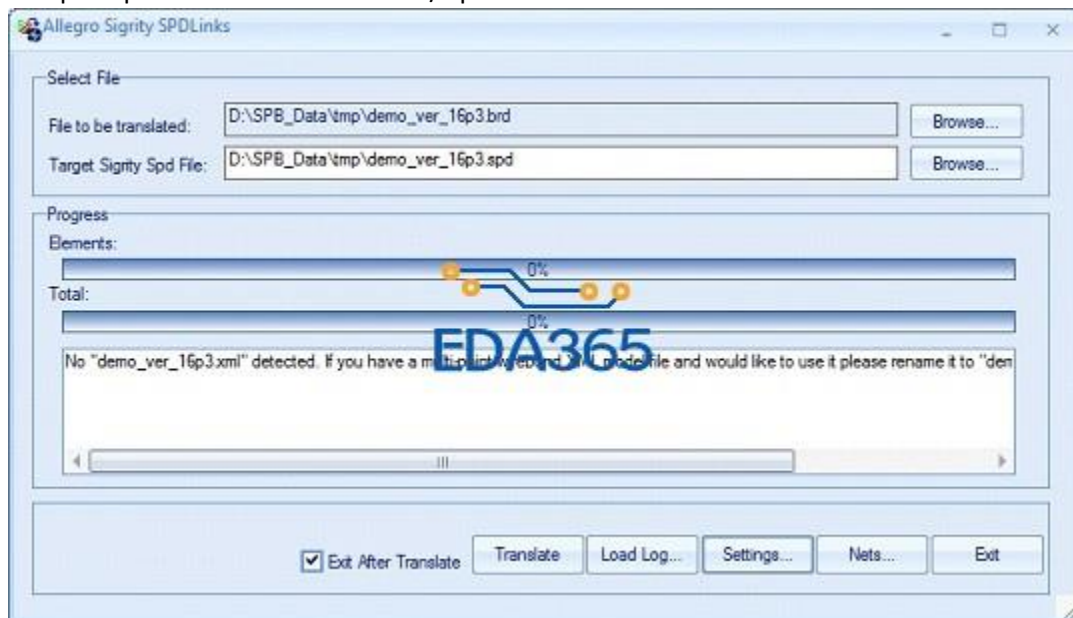 Allegro Sigrity SPDLinks
Select File
File to be translated: D:\SPB_Data\tmp\demo_ver_16p3.brd Browse...
Target Sigrity Spd File: D:\SPB_Data\tmp\demo_ver_16p3.spd Browse...
Progress
Elements:
0%
Total:
0%
EDA365
No "demo_ver_16p3.xml" detected. If you have a model file and would like to use it please rename it to "dem
Exit After Translate Translate Load Log... Settings... Nets... Exit